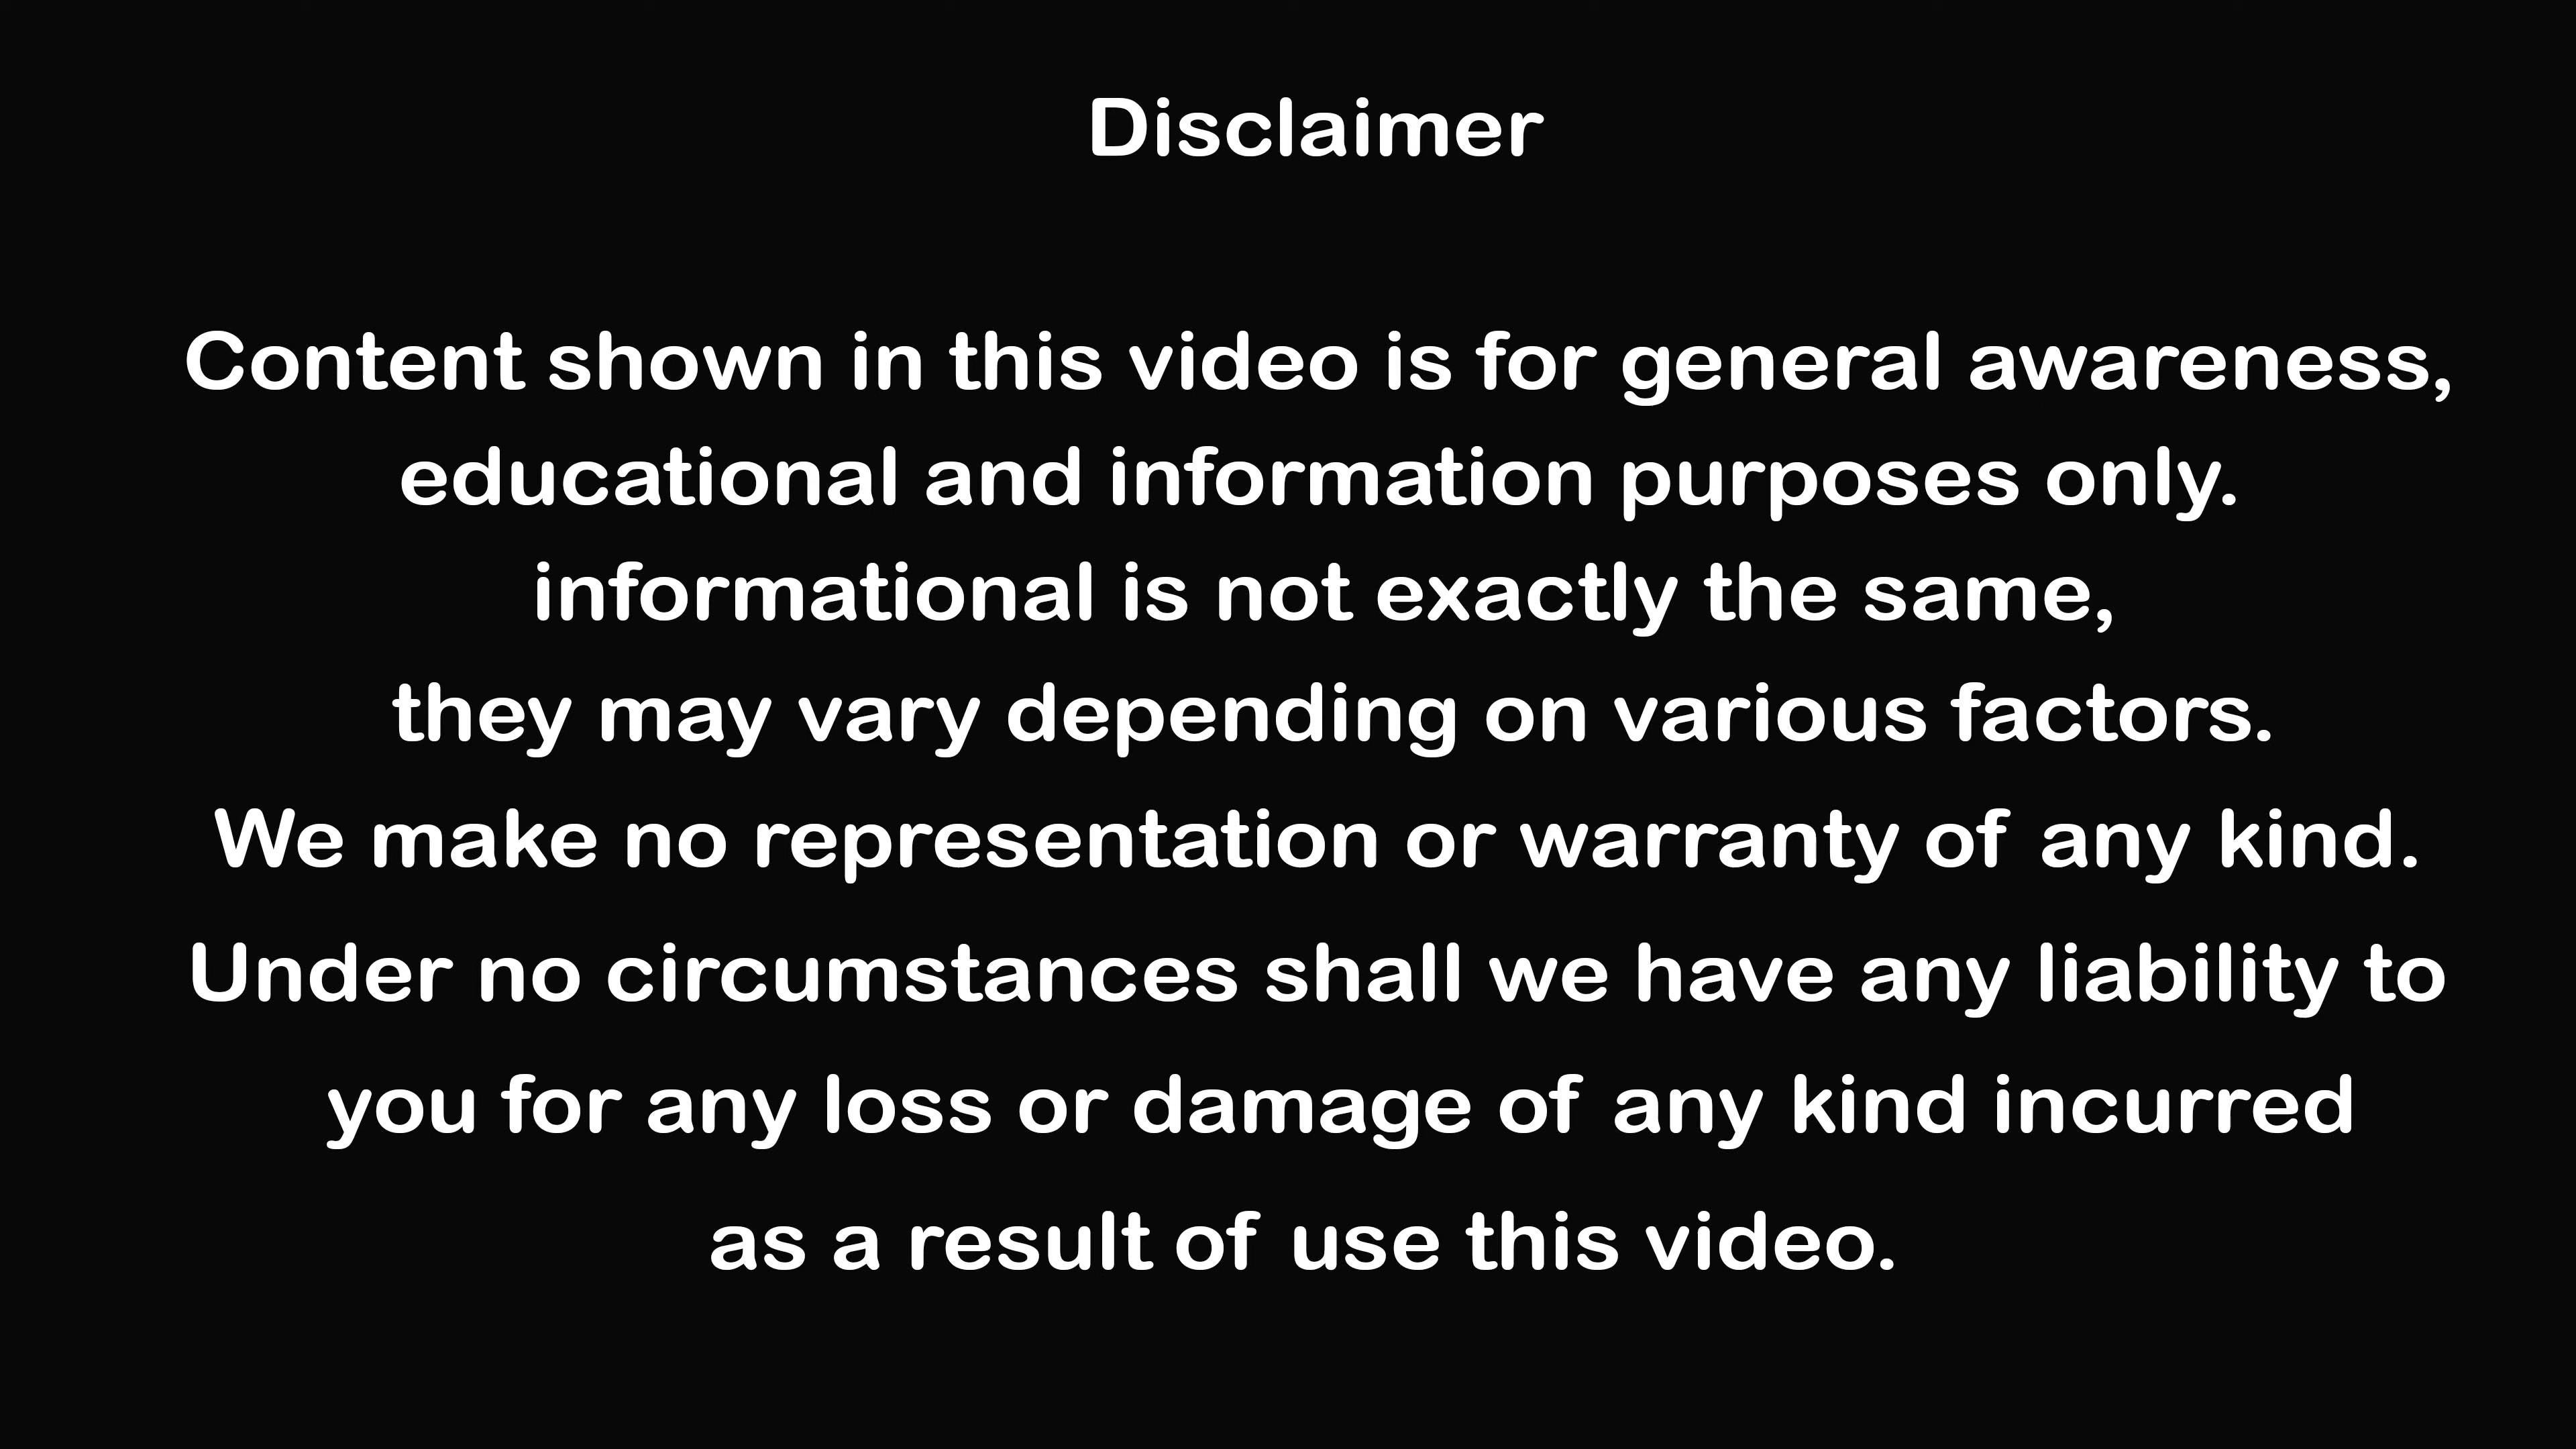 Disclaimer
Content shown in this video is for general awareness,
educational and information purposes only.
informational is not exactly the same,
they may vary depending on various factors.
We make no representation or warranty of any kind.
Under no circumstances shall we have any liability to
you for any loss or damage of any kind incurred
as a result of use this video.